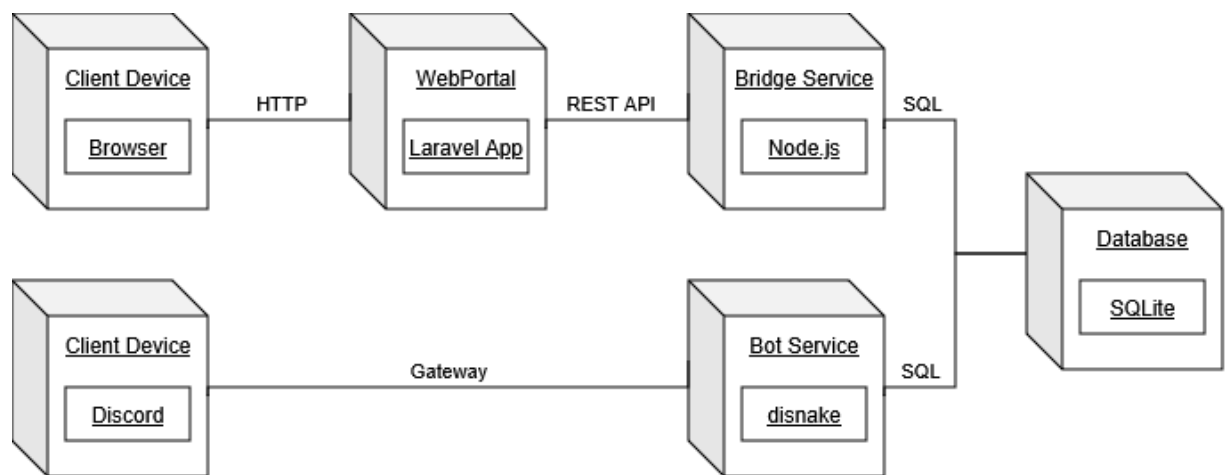 Client Device
HTTP
Browser
WebPortal
REST API
Laravel App
Bridge Service
SQL
Node.js
Database
SQLite
Client Device
Gateway
Discord
Bot Service
SQL
disnake